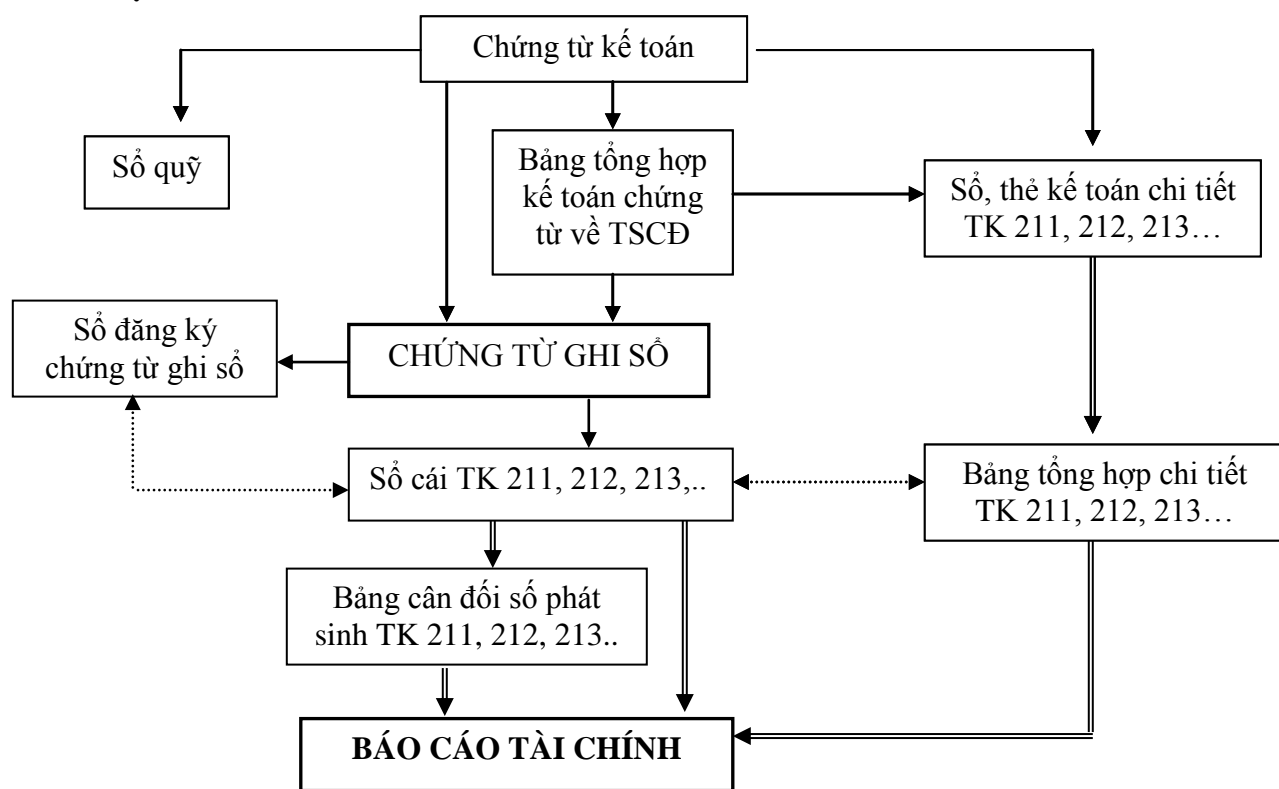 Chứng từ kế toán
Sổ quỹ
Bảng tổng hợp
kế toán chứng
từ về TSCĐ
Sổ, thẻ kế toán chi tiết
TK 211, 212, 213…
Sổ đăng ký
chứng từ ghi sổ
CHỨNG TỪ GHI SỔ
Sổ cái TK 211, 212, 213,..
Bảng tổng hợp chi tiết
TK 211, 212, 213…
Bảng cân đối số phát
sinh TK 211, 212, 213..
BÁO CÁO TÀI CHÍNH